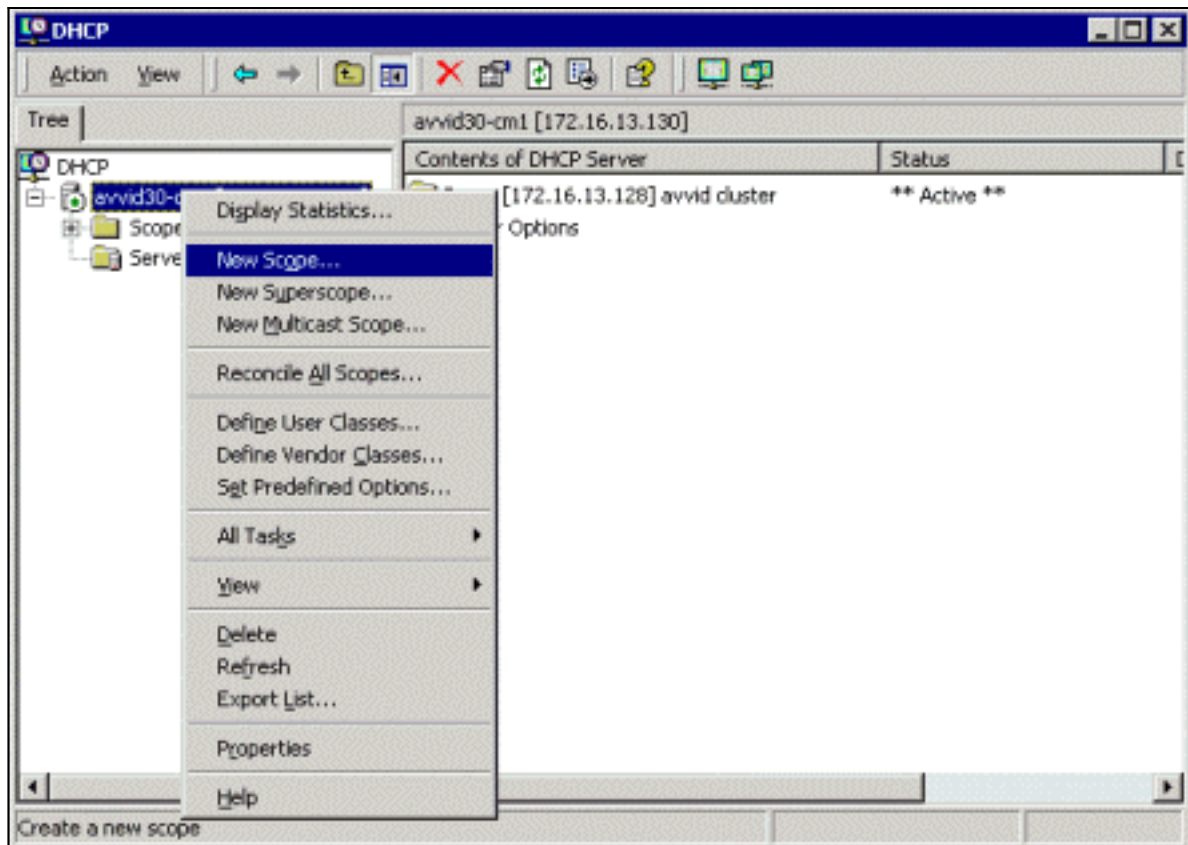 DHCP
Action View
Tree
avvid30-cm1 [172.16.13.130]
DHCP
Contents of DHCP Server Status
avvid30-c
[172.16.13.128] avvid cluster ** Active **
Scope
Options
Serve
Display Statistics...
New Scope...
New Superscope...
New Multicast Scope...
Reconcile All Scopes...
Define User Classes...
Define Vendor Classes...
Set Predefined Options...
All Tasks
View
Delete
Refresh
Export List...
Properties
Help
Create a new scope